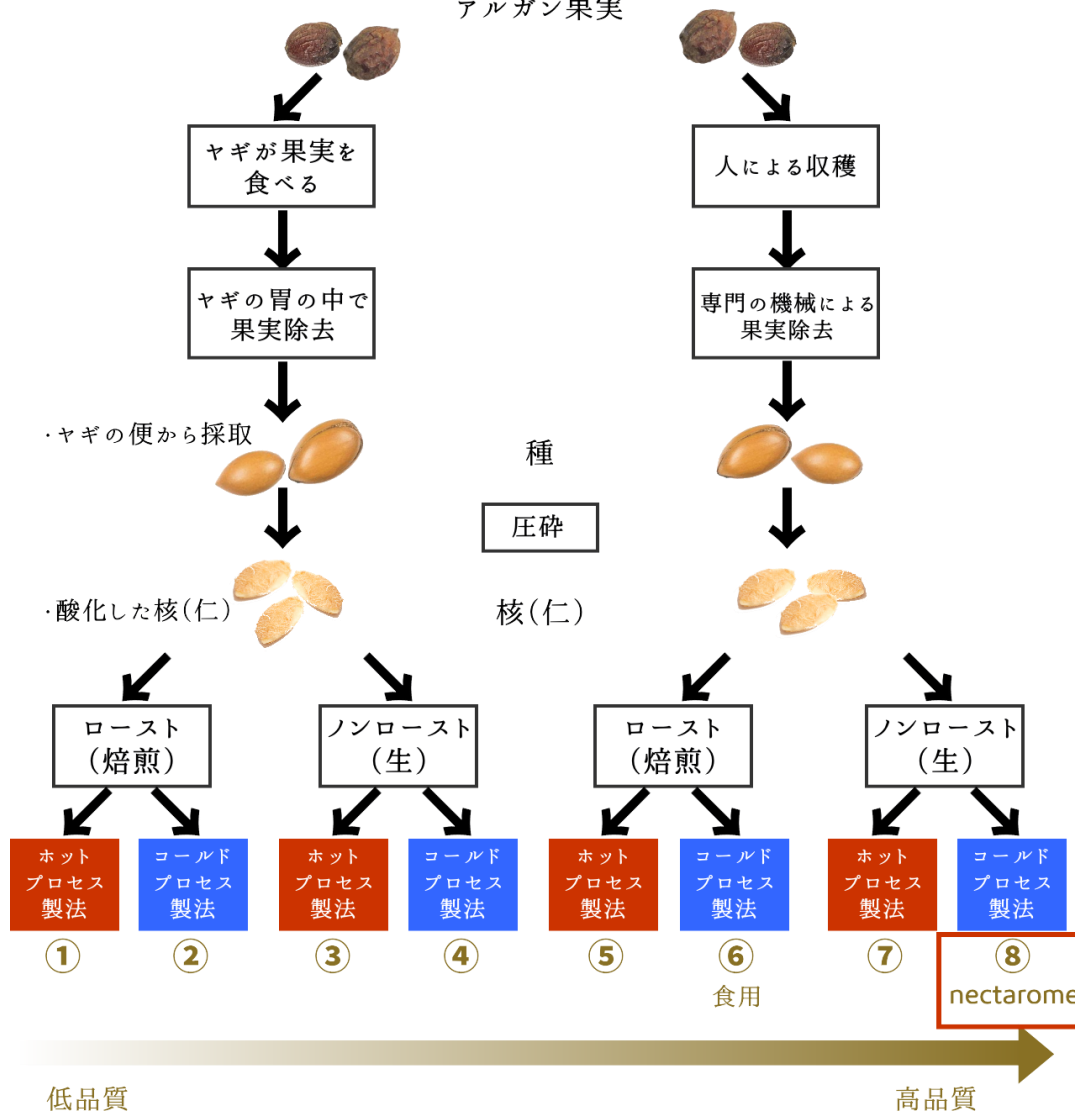 アルガン果実
ヤギが果実を
食べる
人による収穫
ヤギの胃の中で
果実除去
専門の機械による
果実除去
・ヤギの便から採取
種
圧砕
・酸化した核(仁)
核(仁)
ロースト
(焙煎)
ノンロースト
(生)
ロースト
(焙煎)
ノンロースト
(生)
ホット
プロセス
製法
コールド
プロセス
製法
ホット
プロセス
製法
コールド
プロセス
製法
ホット
プロセス
製法
コールド
プロセス
製法
ホット
プロセス
製法
コールド
プロセス
製法
① ② ③ ④ ⑤ ⑥ ⑦ ⑧
食用
nectarome
低品質
高品質